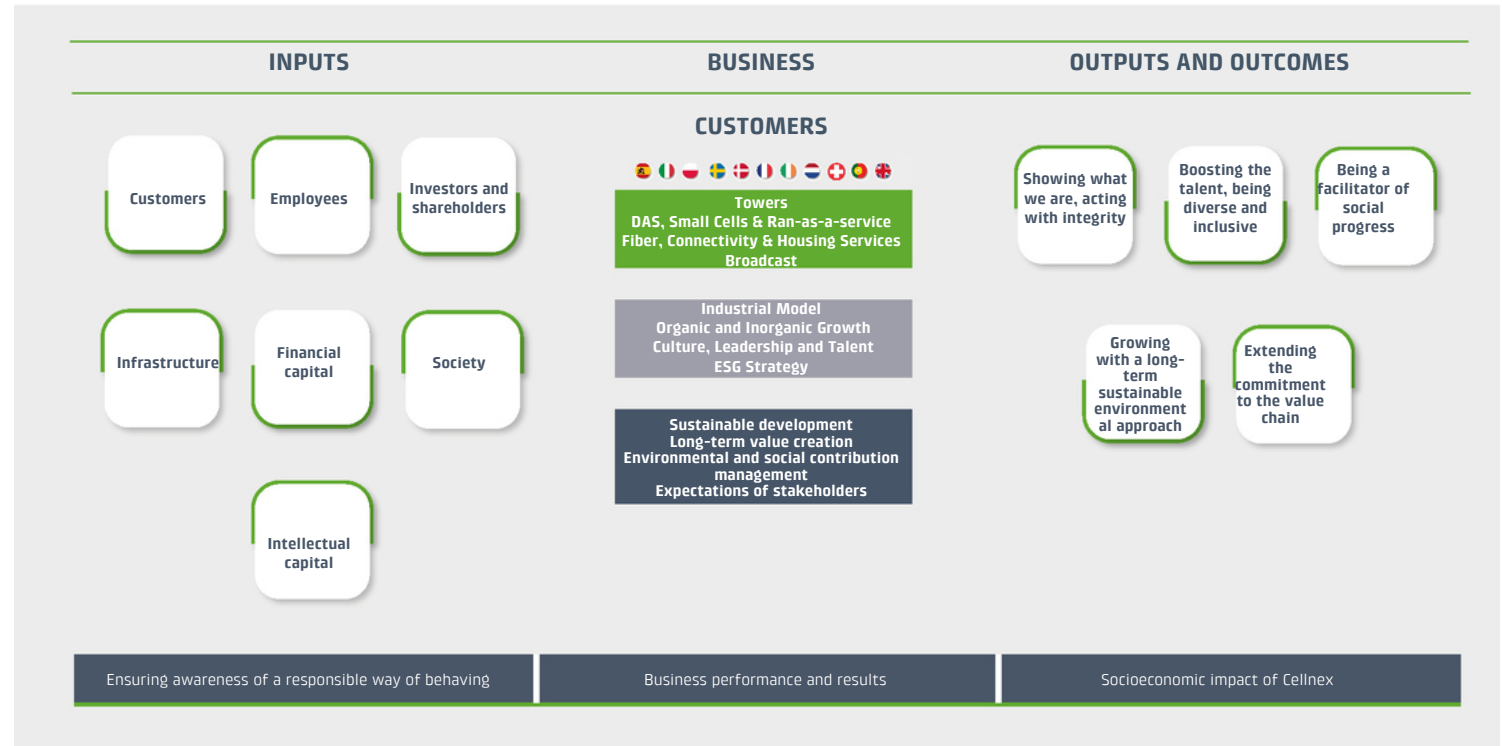 INPUTS
BUSINESS
OUTPUTS AND OUTCOMES
Customers
Employees
Investors and
shareholders
Infrastructure
Financial
capital
Society
Intellectual
capital
CUSTOMERS
Towers
DAS, Small Cells & Ran-as-a-service
Fiber, Connectivity & Housing Services
Broadcast
Industrial Model
Organic and Inorganic Growth
Culture, Leadership and Talent
ESG Strategy
Sustainable development
Long-term value creation
Environmental and social contribution
management
Expectations of stakeholders
Showing what
we are, acting
with integrity
Boosting the
talent, being
diverse and
inclusive
Being a
facilitator of
social
progress
Growing
with a long-
term
sustainable
environment
al approach
Extending
the
commitment
to the value
chain
Ensuring awareness of a responsible way of behaving
Business performance and results
Socioeconomic impact of Cellnex